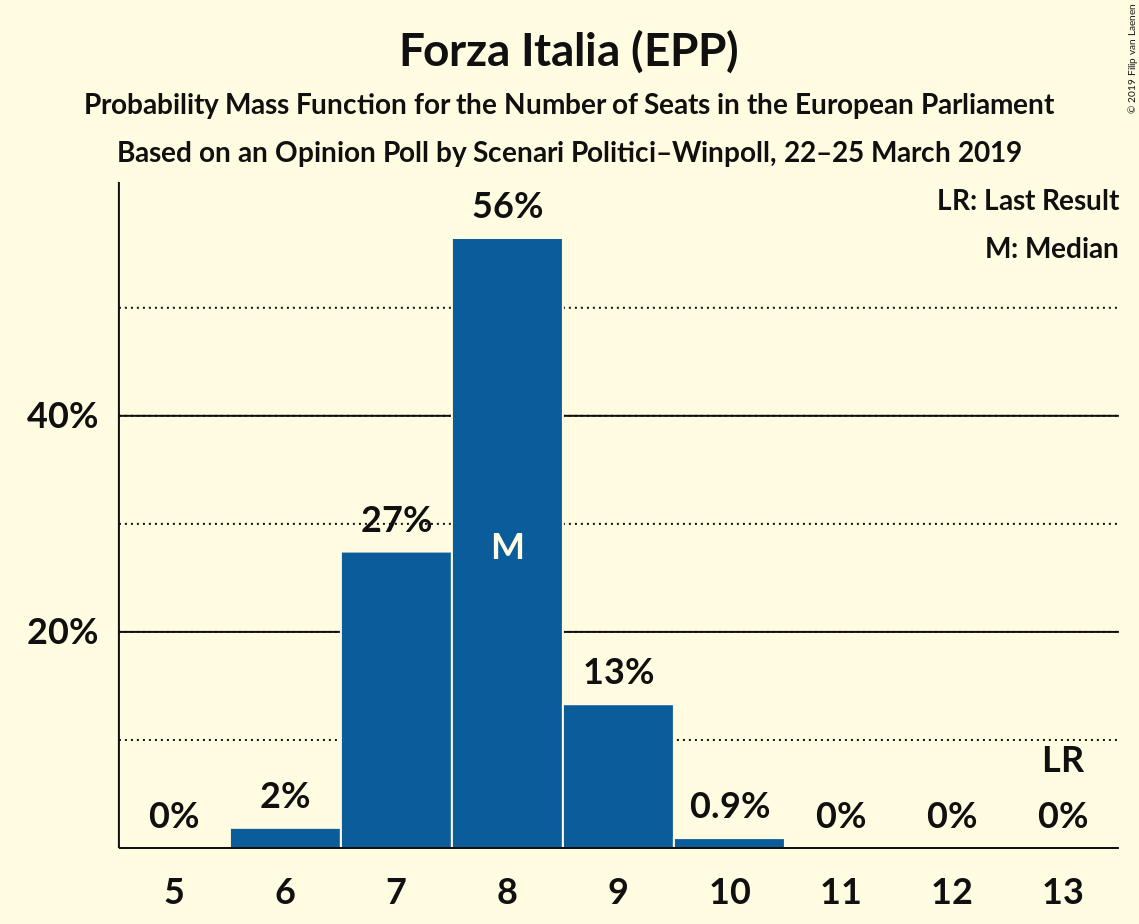 Forza Italia (EPP)
Probability Mass Function for the Number of Seats in the European Parliament
Based on an Opinion Poll by Scenari Politici–Winpoll, 22–25 March 2019
© 2019 Filip van Laenen
LR: Last Result
M: Median
56%
40%
27%
M
20%
13%
LR
0%
2%
0.9%
0%
0%
0%
5 6 7 8 9 10 11 12 13